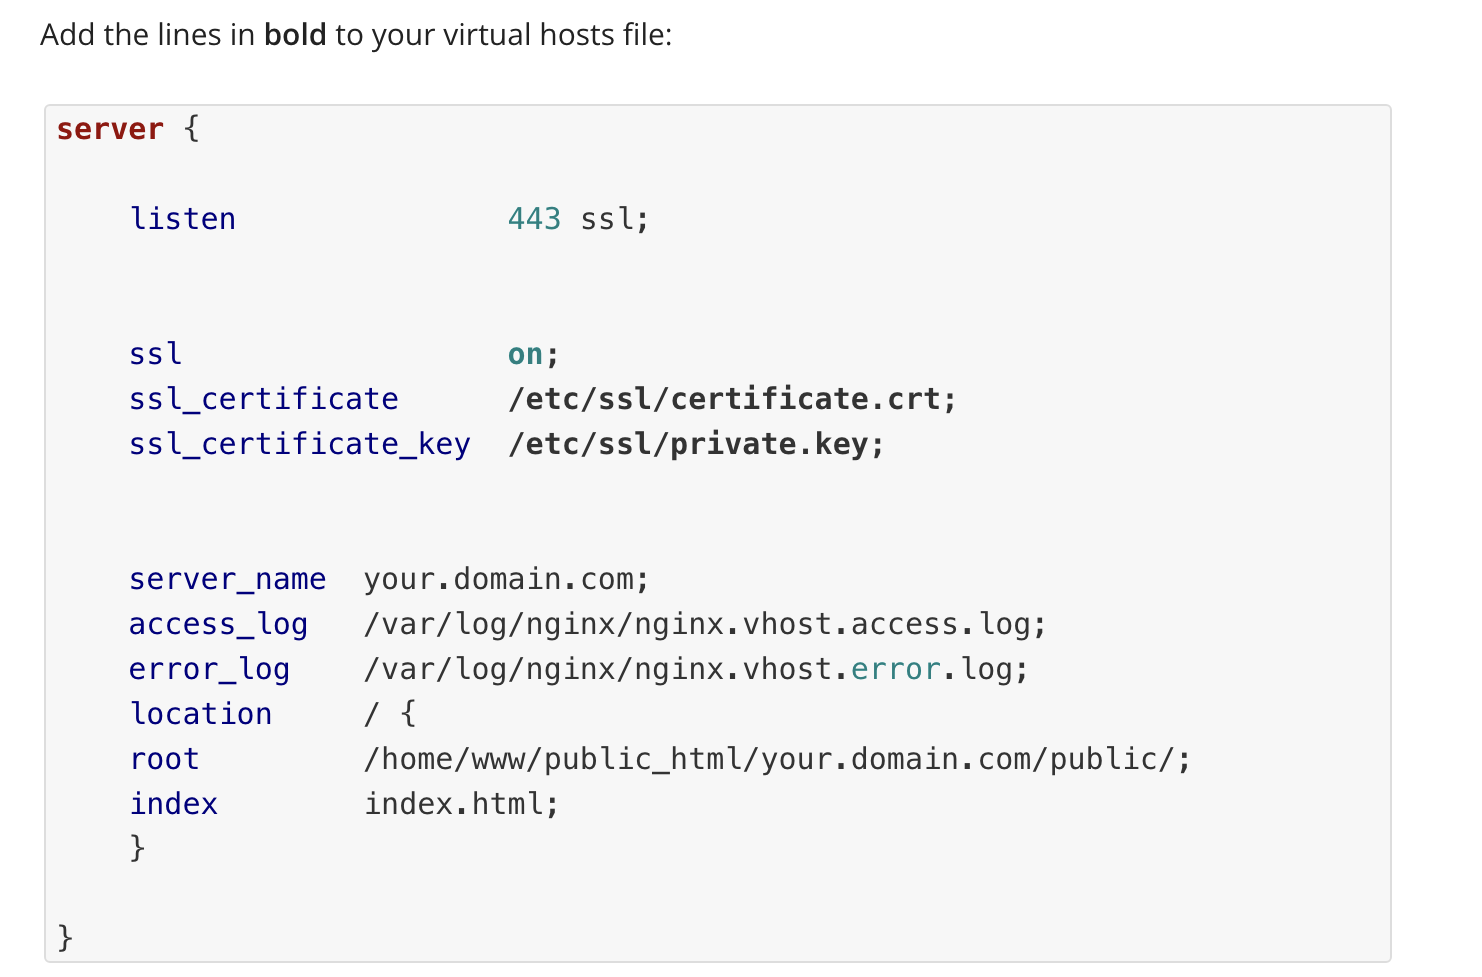 Add the lines in bold to your virtual hosts file:
server {
listen 443 ssl;
ssl on;
ssl_certificate /etc/ssl/certificate.crt;
ssl_certificate_key /etc/ssl/private.key;
server_name your.domain.com;
access_log /var/log/nginx/nginx.vhost.access.log;
error_log /var/log/nginx/nginx.vhost.error.log;
location / {
root /home/www/public_html/your.domain.com/public/;
index index.html;
}
}